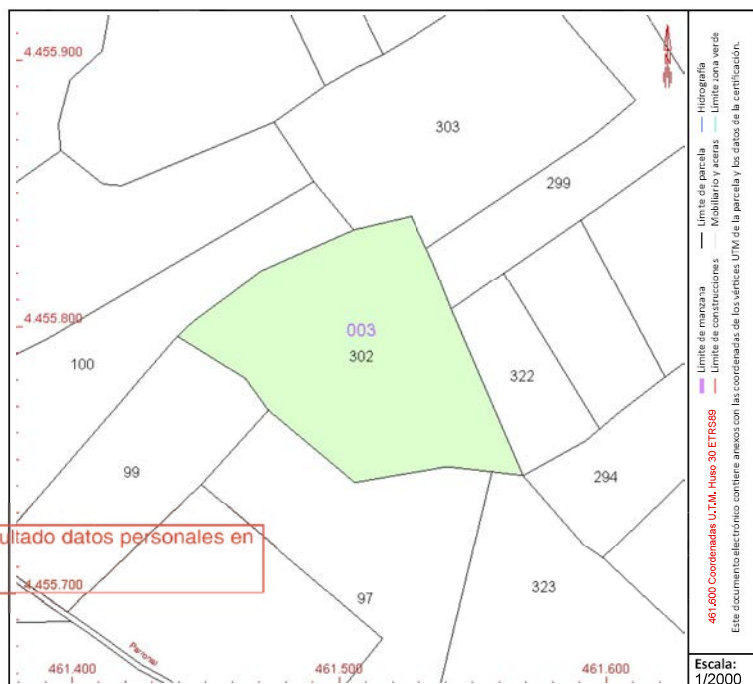 4.455.900
303
299
4.455.800
003
302
100
322
99
294
ultado datos personales en
4.455.700
97
323
Parronal
461.400
461.500
461.600
461.600 Coordenadas U.T.M. Huso 30 ETRS89
Límite de manzana
Límite de parcela
Hidrografía
Límite de construcciones
Mobiliario y aceras
Límite zona verde
Este documento electrónico contiene anexos con las coordenadas de los vértices UTM de la parcela y los datos de la certificación.
Escala:
1/2000